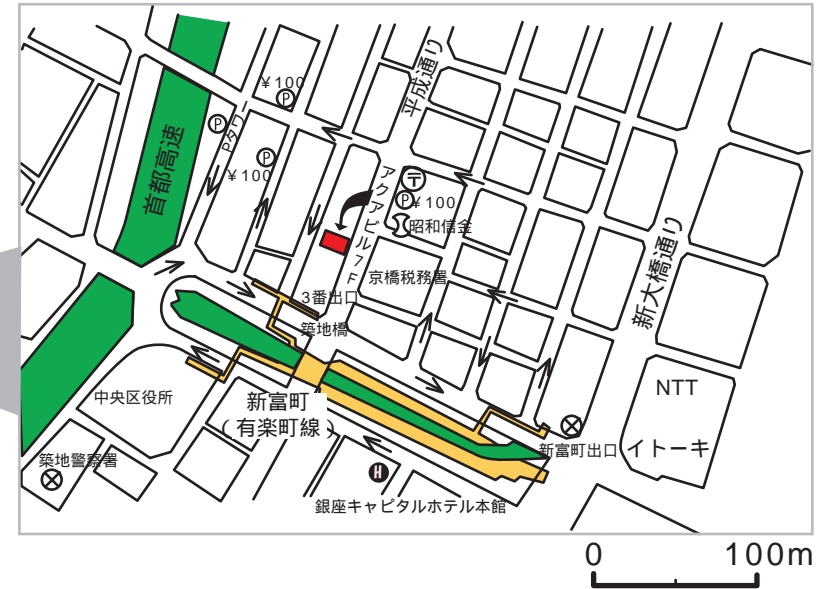 ¥100
平成通り
P
P
Pタワー
首都高速
P
¥100
アクアビル7F
〒
P
¥100
昭和信金
新大橋通り
京橋税務署
3番出口
築地橋
中央区役所
新富町
(有楽町線)
NTT
イトーキ
新富町出口
築地警察署
H
銀座キャピタルホテル本館
0 100m